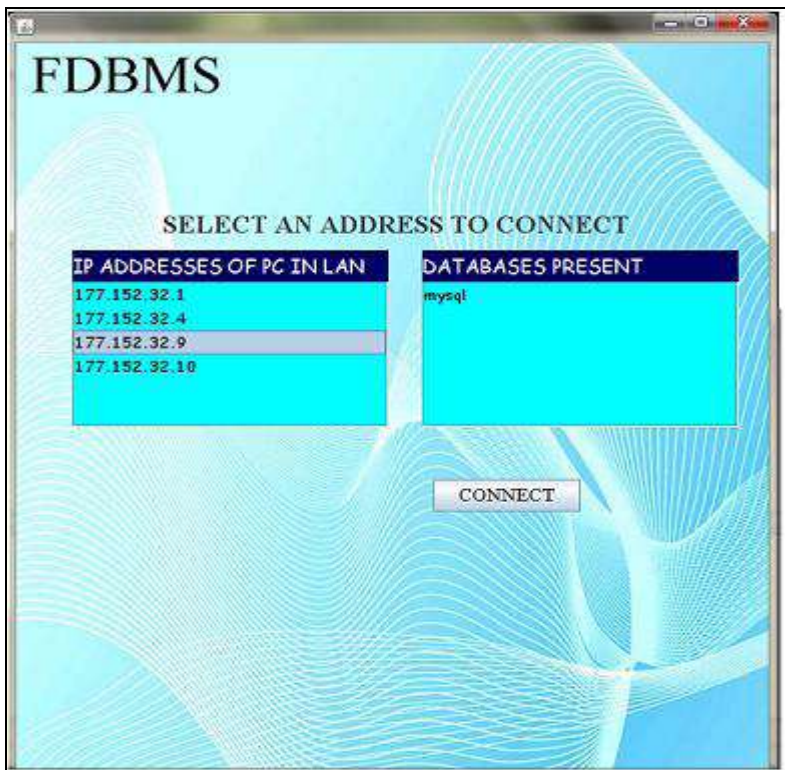 FDBMS
SELECT AN ADDRESS TO CONNECT
IP ADDRESSES OF PC IN LAN
177.152.32.1
177.152.32.4
177.152.32.9
177.152.32.10
DATABASES PRESENT
mysql
CONNECT